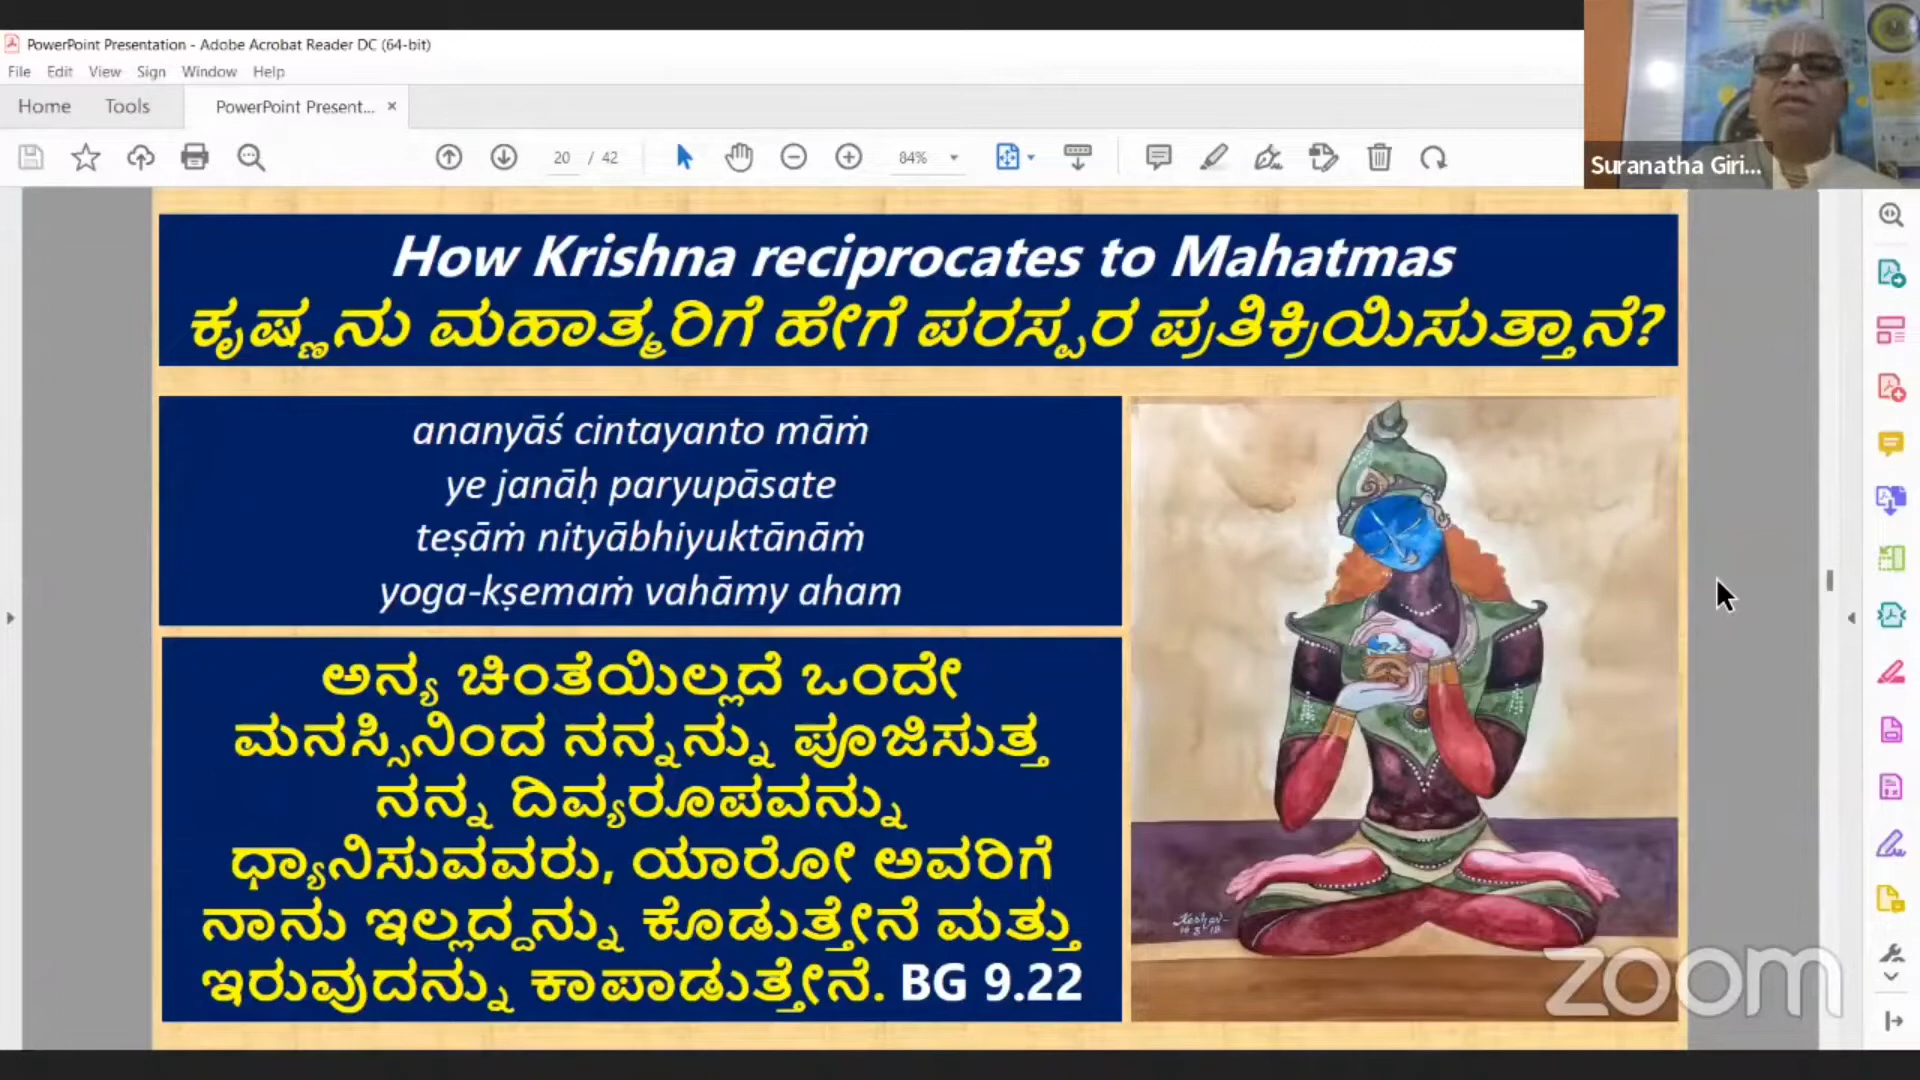 PowerPoint Presentation - Adobe Acrobat Reader DC (64-bit)
File Edit View Sign Window Help
Home Tools PowerPoint Present... ×
20 / 42 84%
Suranatha Giri...
How Krishna reciprocates to Mahatmas
ಕೃಷ್ಣನು ಮಹಾತ್ಮರಿಗೆ ಹೇಗೆ ಪರಸ್ಪರ ಪ್ರತಿಕ್ರಿಯಿಸುತ್ತಾನೆ?
ananyāś cintayanto māṁ
ye janāḥ paryupāsate
teṣāṁ nityābhiyuktānāṁ
yoga-kṣemaṁ vahāmy aham
ಅನ್ಯ ಚಿಂತೆಯಿಲ್ಲದೆ ಒಂದೇ
ಮನಸ್ಸಿನಿಂದ ನನ್ನನ್ನು ಪೂಜಿಸುತ್ತ
ನನ್ನ ದಿವ್ಯರೂಪವನ್ನು
ಧ್ಯಾನಿಸುವವರು, ಯಾರೋ ಅವರಿಗೆ
ನಾನು ಇಲ್ಲದ್ದನ್ನು ಕೊಡುತ್ತೇನೆ ಮತ್ತು
ಇರುವುದನ್ನು ಕಾಪಾಡುತ್ತೇನೆ. BG 9.22
Keshav
zoom